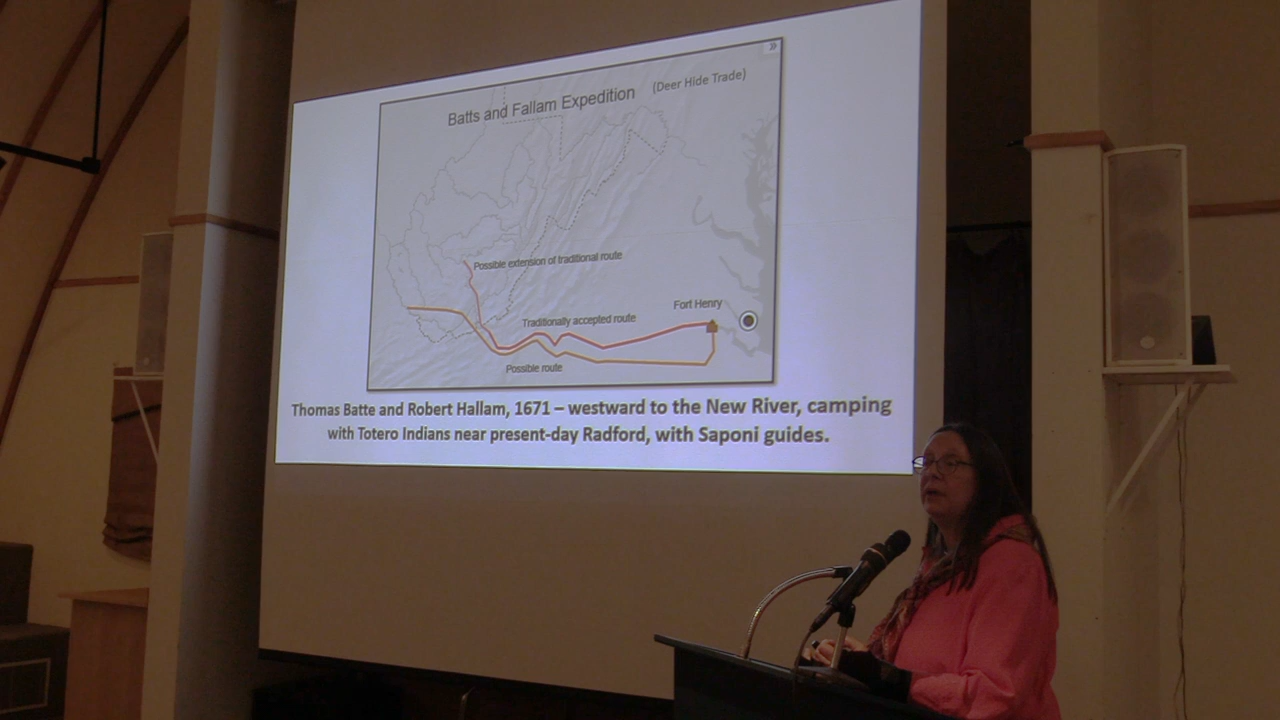 Batts and Fallam Expedition (Deer Hide Trade)
Possible extension of traditional route
Fort Henry
Traditionally accepted route
Possible route
Thomas Batte and Robert Hallam, 1671 – westward to the New River, camping
with Totero Indians near present-day Radford, with Saponi guides.